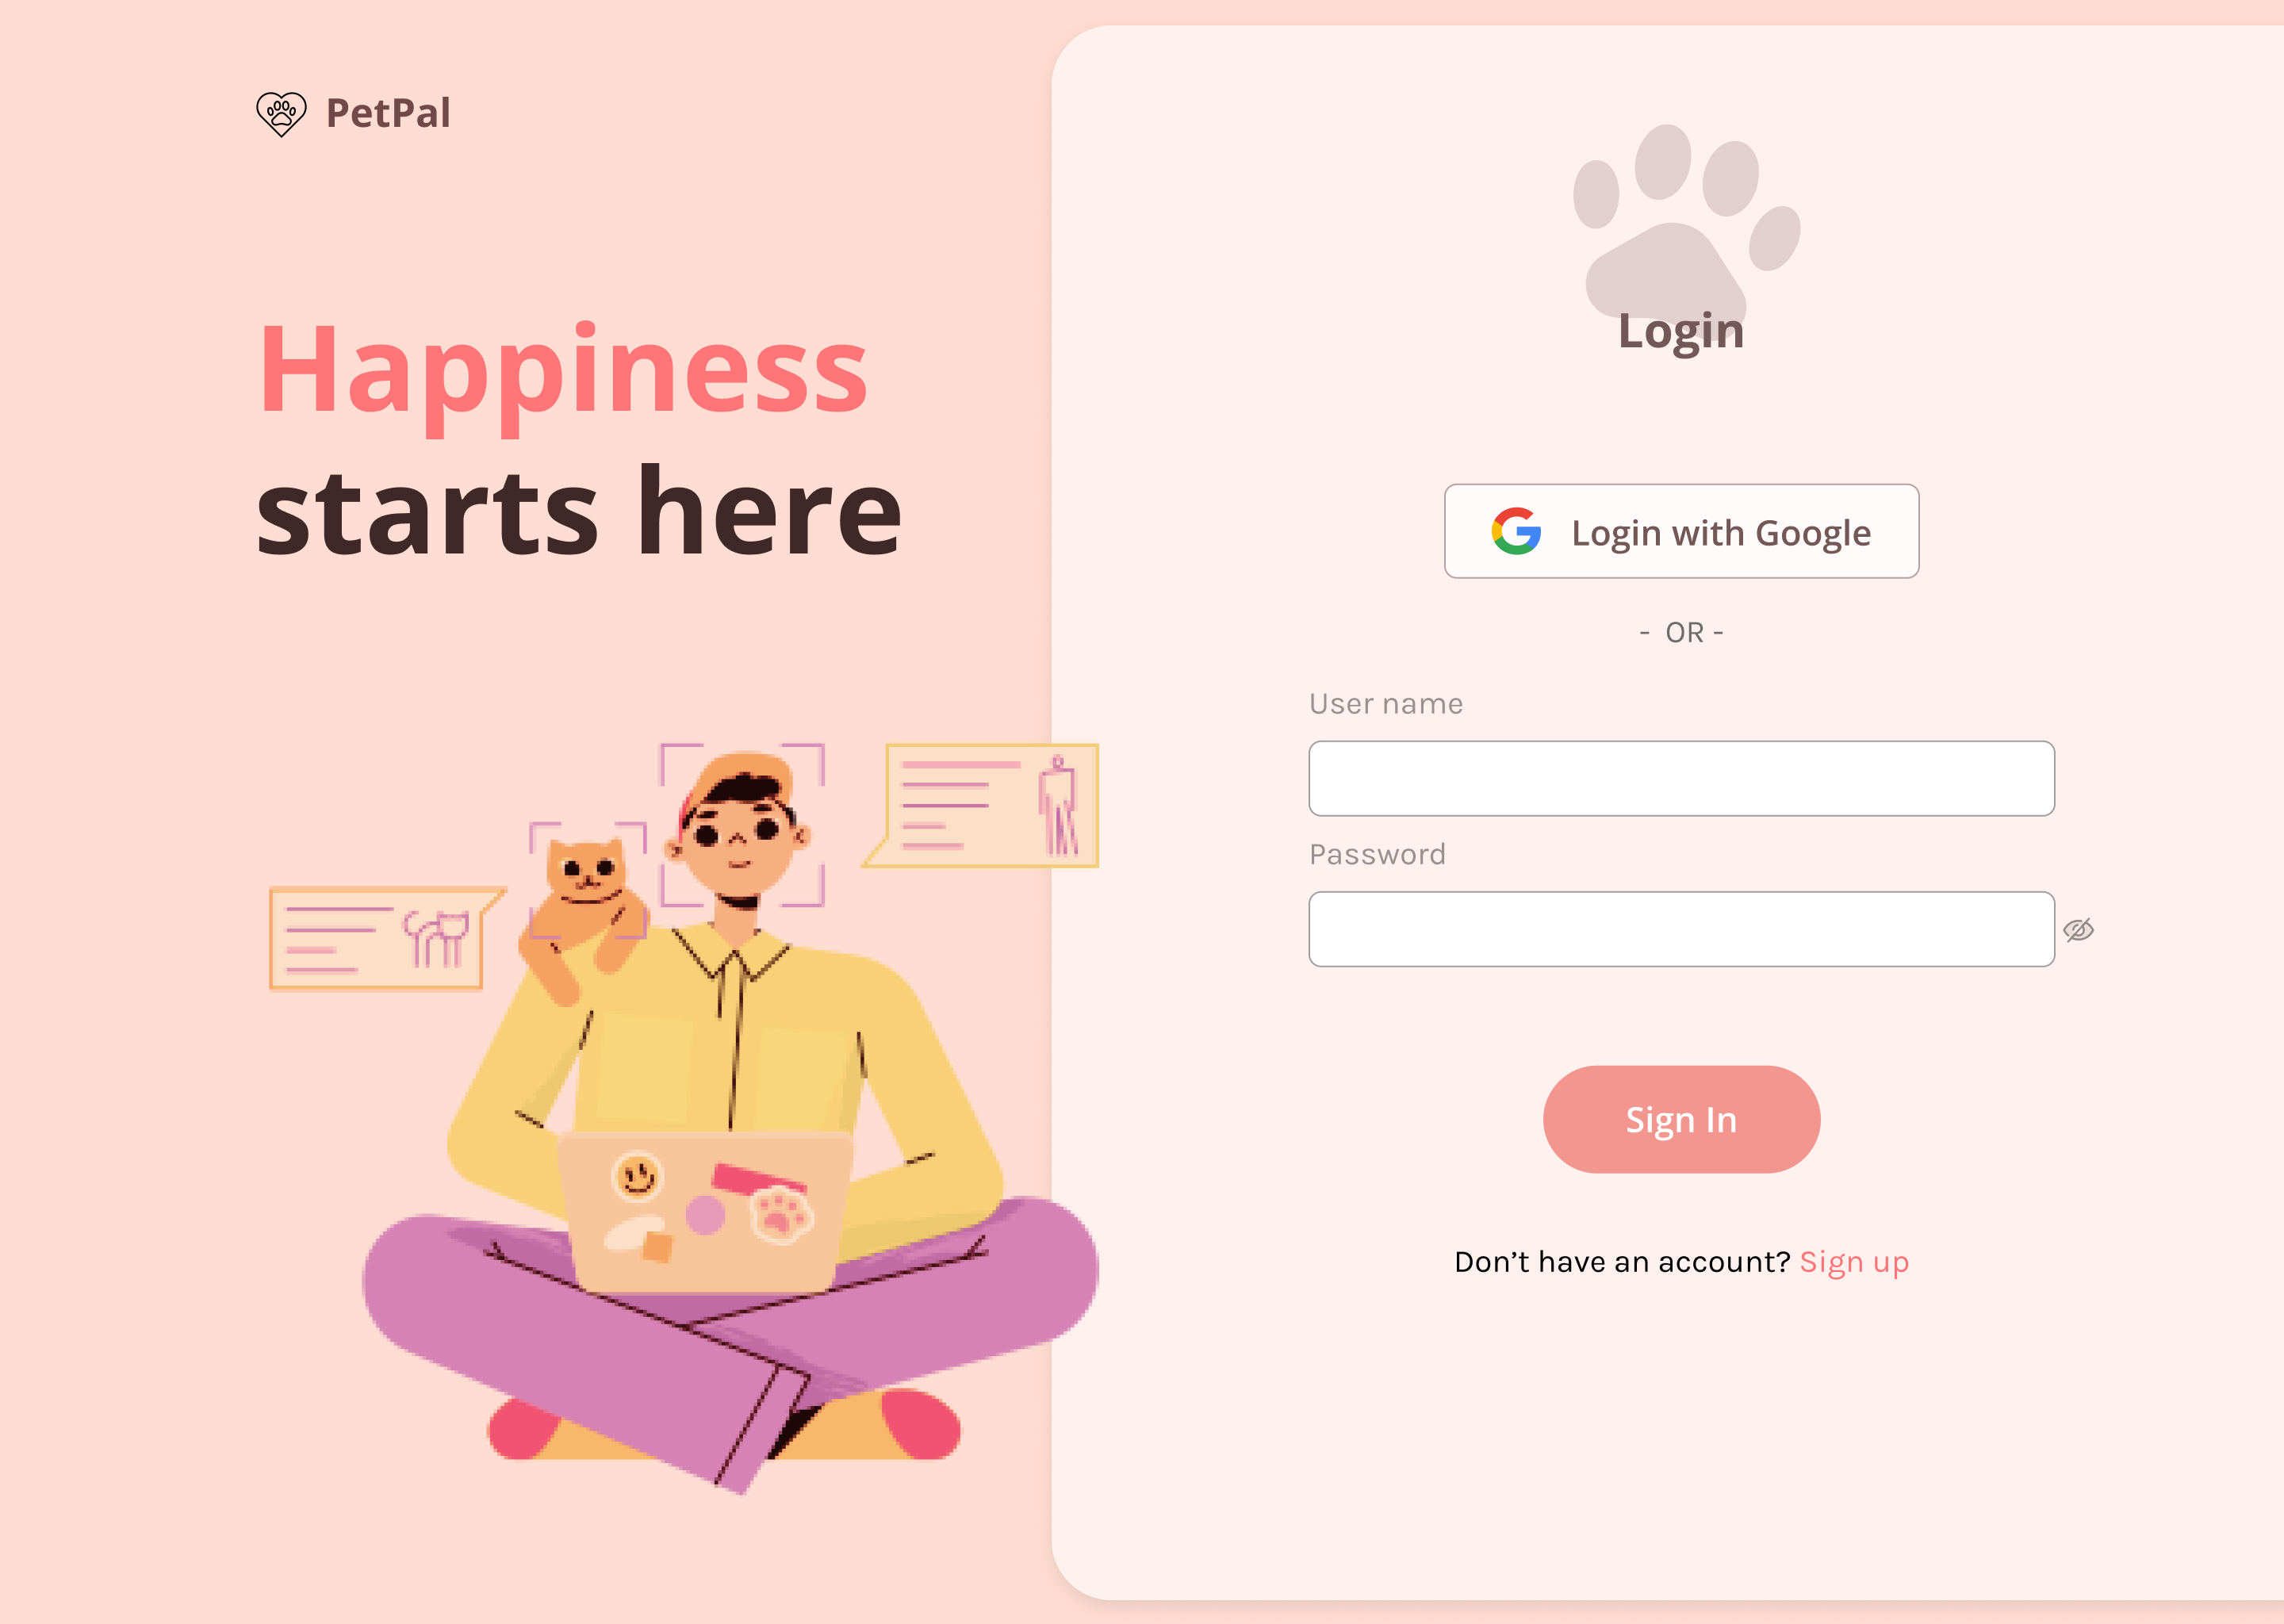 PetPal
Happiness
starts here
Login
Login with Google
- OR -
User name
Password
Sign In
Don’t have an account? Sign up